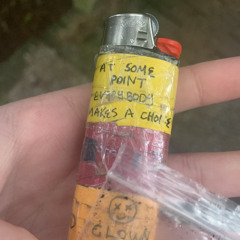 AT SOME
POINT
EVERYBODY
MAKES A CHOICE
CLOWN